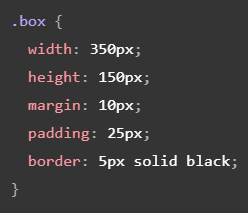 .box {
  width: 350px;
  height: 150px;
  margin: 10px;
  padding: 25px;
  border: 5px solid black;
}